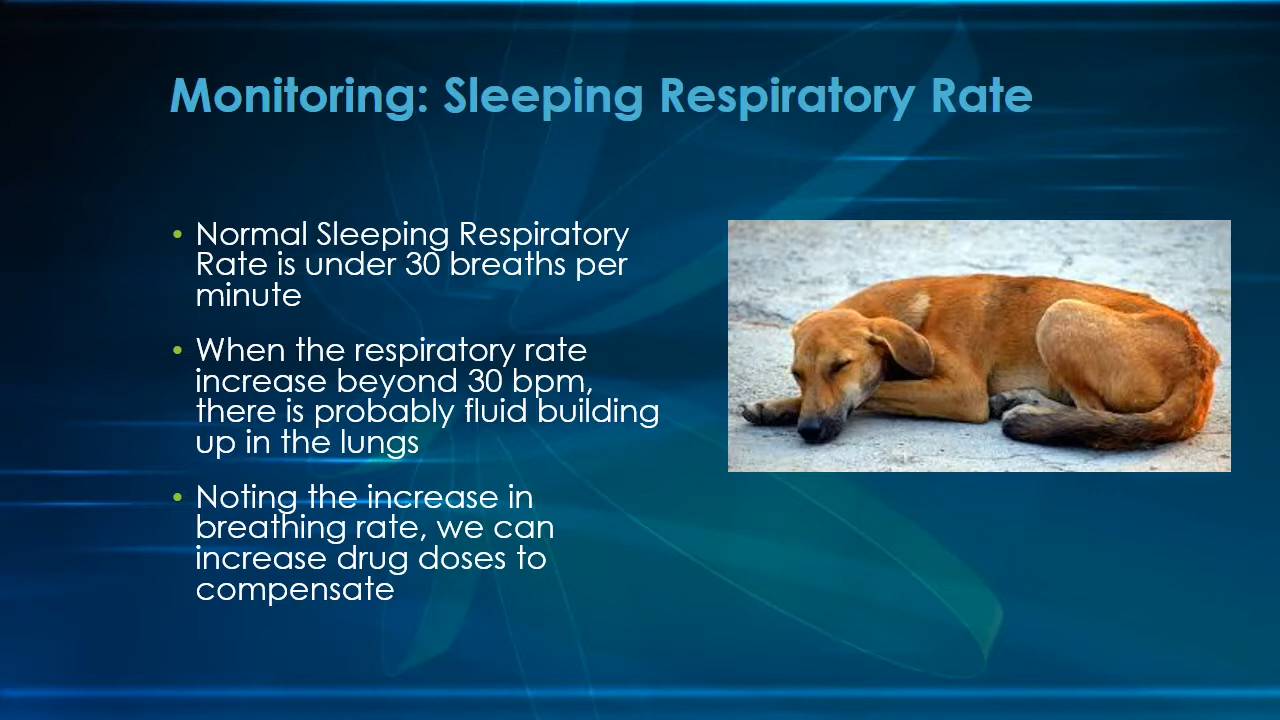 Monitoring: Sleeping Respiratory Rate
• Normal Sleeping Respiratory
Rate is under 30 breaths per
minute
• When the respiratory rate
increase beyond 30 bpm,
there is probably fluid building
up in the lungs
• Noting the increase in
breathing rate, we can
increase drug doses to
compensate